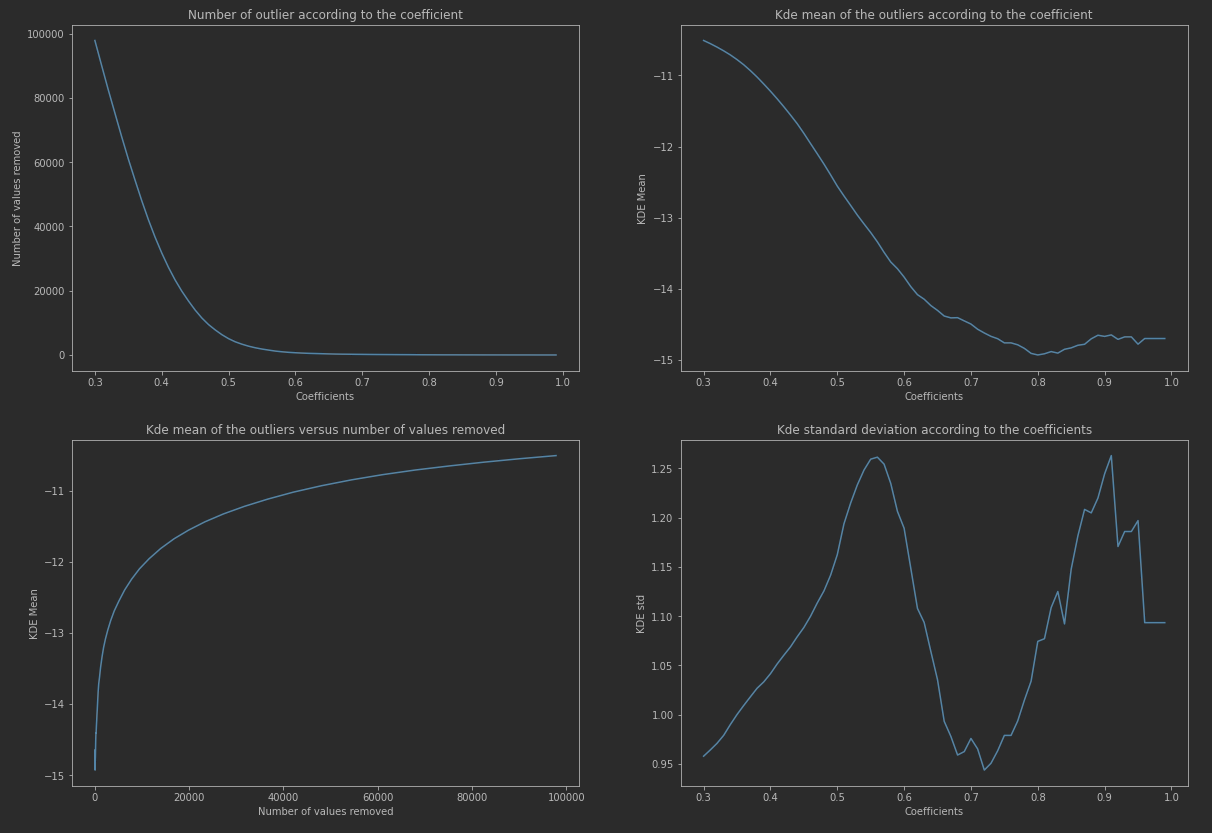 Number of outlier according to the coefficient
Number of values removed
100000
80000
60000
40000
20000
0
0.3 0.4 0.5 0.6 0.7 0.8 0.9 1.0
Coefficients
Kde mean of the outliers according to the coefficient
KDE Mean
−11
−12
−13
−14
−15
0.3 0.4 0.5 0.6 0.7 0.8 0.9 1.0
Coefficients
Kde mean of the outliers versus number of values removed
KDE Mean
−11
−12
−13
−14
−15
0 20000 40000 60000 80000 100000
Number of values removed
Kde standard deviation according to the coefficients
KDE std
1.25
1.20
1.15
1.10
1.05
1.00
0.95
0.3 0.4 0.5 0.6 0.7 0.8 0.9 1.0
Coefficients